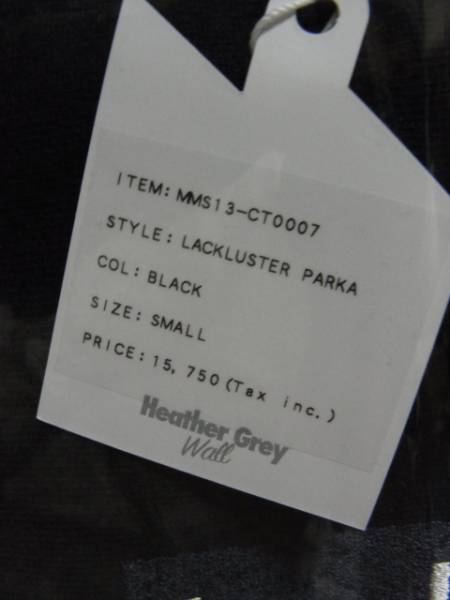 ITEM: MMS13-CT0007
STYLE: LACKLUSTER PARKA
COL: BLACK
SIZE: SMALL
PRICE: 15,750(Tax inc.)
Heather Grey
Wall